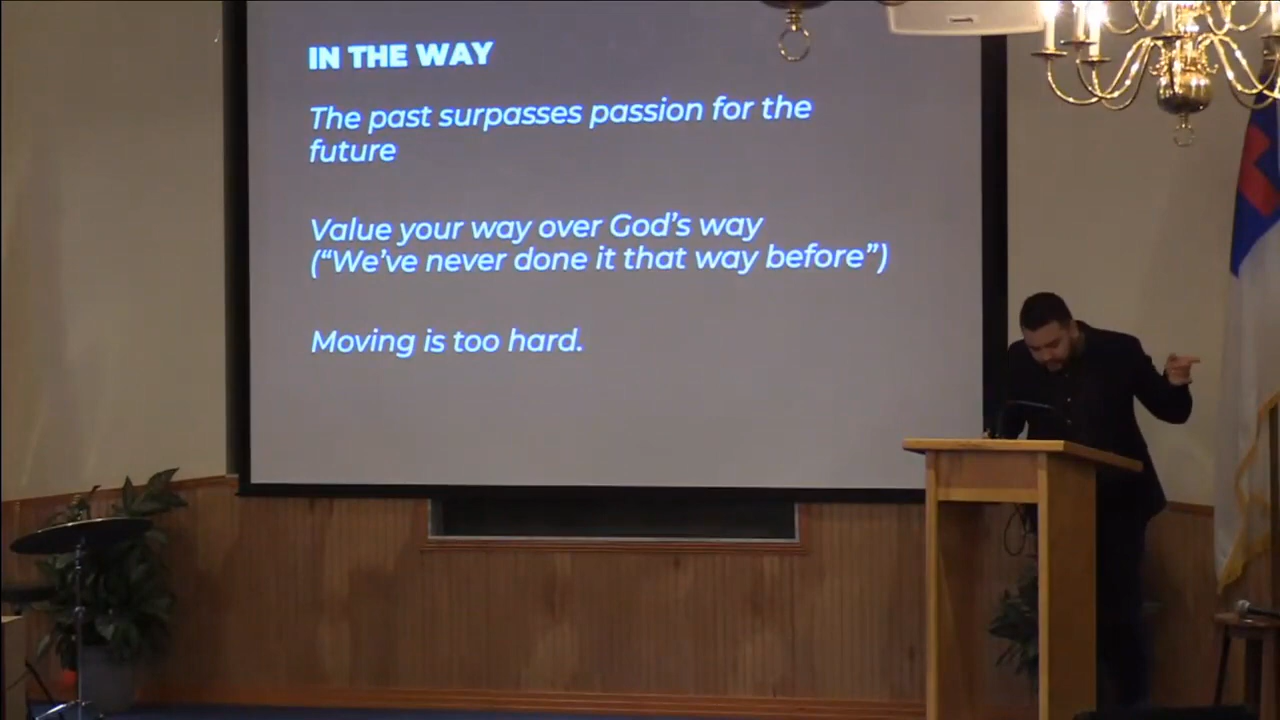 IN THE WAY
The past surpasses passion for the
future
Value your way over God's way
(“We've never done it that way before”)
Moving is too hard.